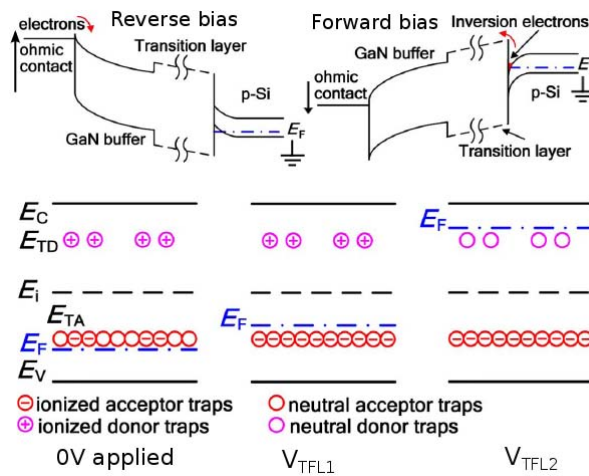 Reverse bias
Forward bias
electrons
ohmic
contact
Transition layer
GaN buffer
p-Si
E_F
Inversion electrons
ohmic
contact
GaN buffer
E
p-Si
Transition layer
E_C
E_TD
E_i
E_TA
E_F
E_V
E_F
E_F
ionized acceptor traps
neutral acceptor traps
ionized donor traps
neutral donor traps
0V applied
V_TFL1
V_TFL2